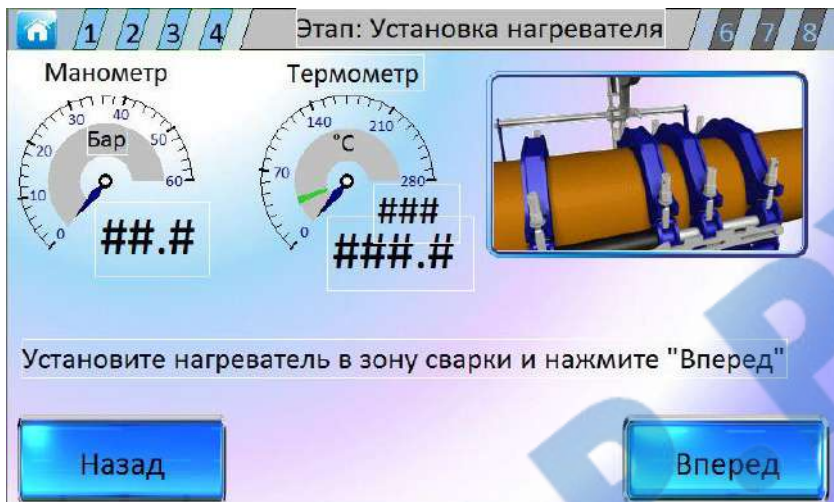 1 2 3 4 Этап: Установка нагревателя 6 7 8
Манометр
Термометр
0 10 20 30 40 50 60
Бар
##.#
0 70 140 210 280
°C
###
###.#
Установите нагреватель в зону сварки и нажмите "Вперед"
Назад
Вперед